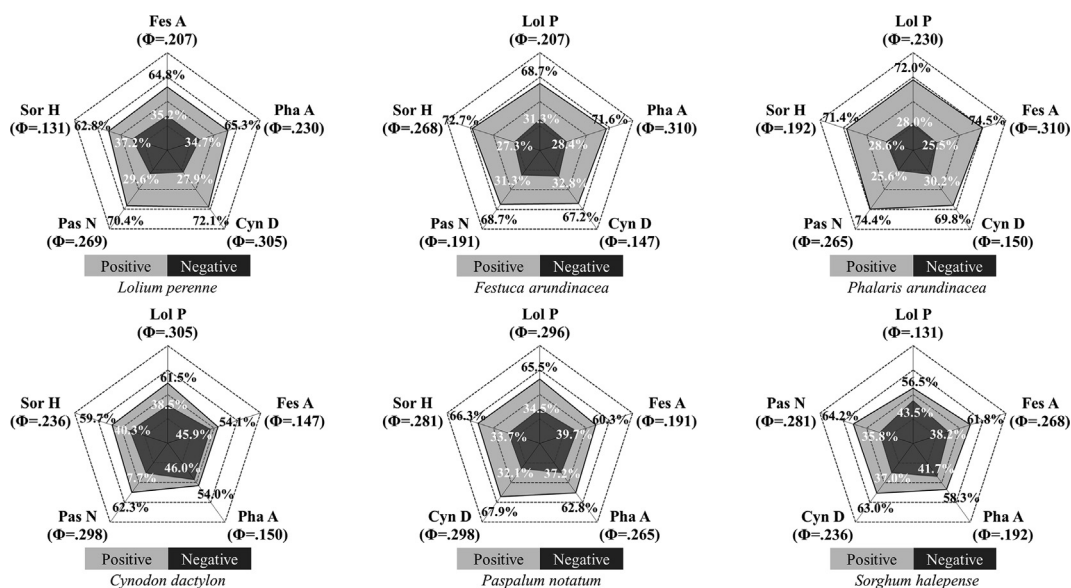 Fes A
(Φ=.207)
64.8%
35.2%
Sor H
(Φ=.131)
62.8%
37.2%
34.7%
65.3%
Pha A
(Φ=.230)
29.6%
27.9%
Pas N
(Φ=.269)
70.4%
72.1%
Cyn D
(Φ=.305)
Positive Negative
Lolium perenne
Lol P
(Φ=.207)
68.7%
31.3%
Sor H
(Φ=.268)
72.7%
27.3%
28.4%
71.6%
Pha A
(Φ=.310)
31.3%
32.8%
Pas N
(Φ=.191)
68.7%
67.2%
Cyn D
(Φ=.147)
Positive Negative
Festuca arundinacea
Lol P
(Φ=.230)
72.0%
28.0%
Sor H
(Φ=.192)
71.4%
28.6%
25.5%
74.5%
Fes A
(Φ=.310)
25.6%
30.2%
Pas N
(Φ=.265)
74.4%
69.8%
Cyn D
(Φ=.150)
Positive Negative
Phalaris arundinacea
Lol P
(Φ=.305)
61.5%
38.5%
Sor H
(Φ=.236)
59.7%
40.3%
45.9%
54.1%
Fes A
(Φ=.147)
7.7%
46.0%
Pas N
(Φ=.298)
62.3%
54.0%
Pha A
(Φ=.150)
Positive Negative
Cynodon dactylon
Lol P
(Φ=.296)
65.5%
34.5%
Sor H
(Φ=.281)
66.3%
33.7%
39.7%
60.3%
Fes A
(Φ=.191)
32.1%
37.2%
Cyn D
(Φ=.298)
67.9%
62.8%
Pha A
(Φ=.265)
Positive Negative
Paspalum notatum
Lol P
(Φ=.131)
56.5%
43.5%
Pas N
(Φ=.281)
64.2%
35.8%
38.2%
61.8%
Fes A
(Φ=.268)
37.0%
41.7%
Cyn D
(Φ=.236)
63.0%
58.3%
Pha A
(Φ=.192)
Positive Negative
Sorghum halepense